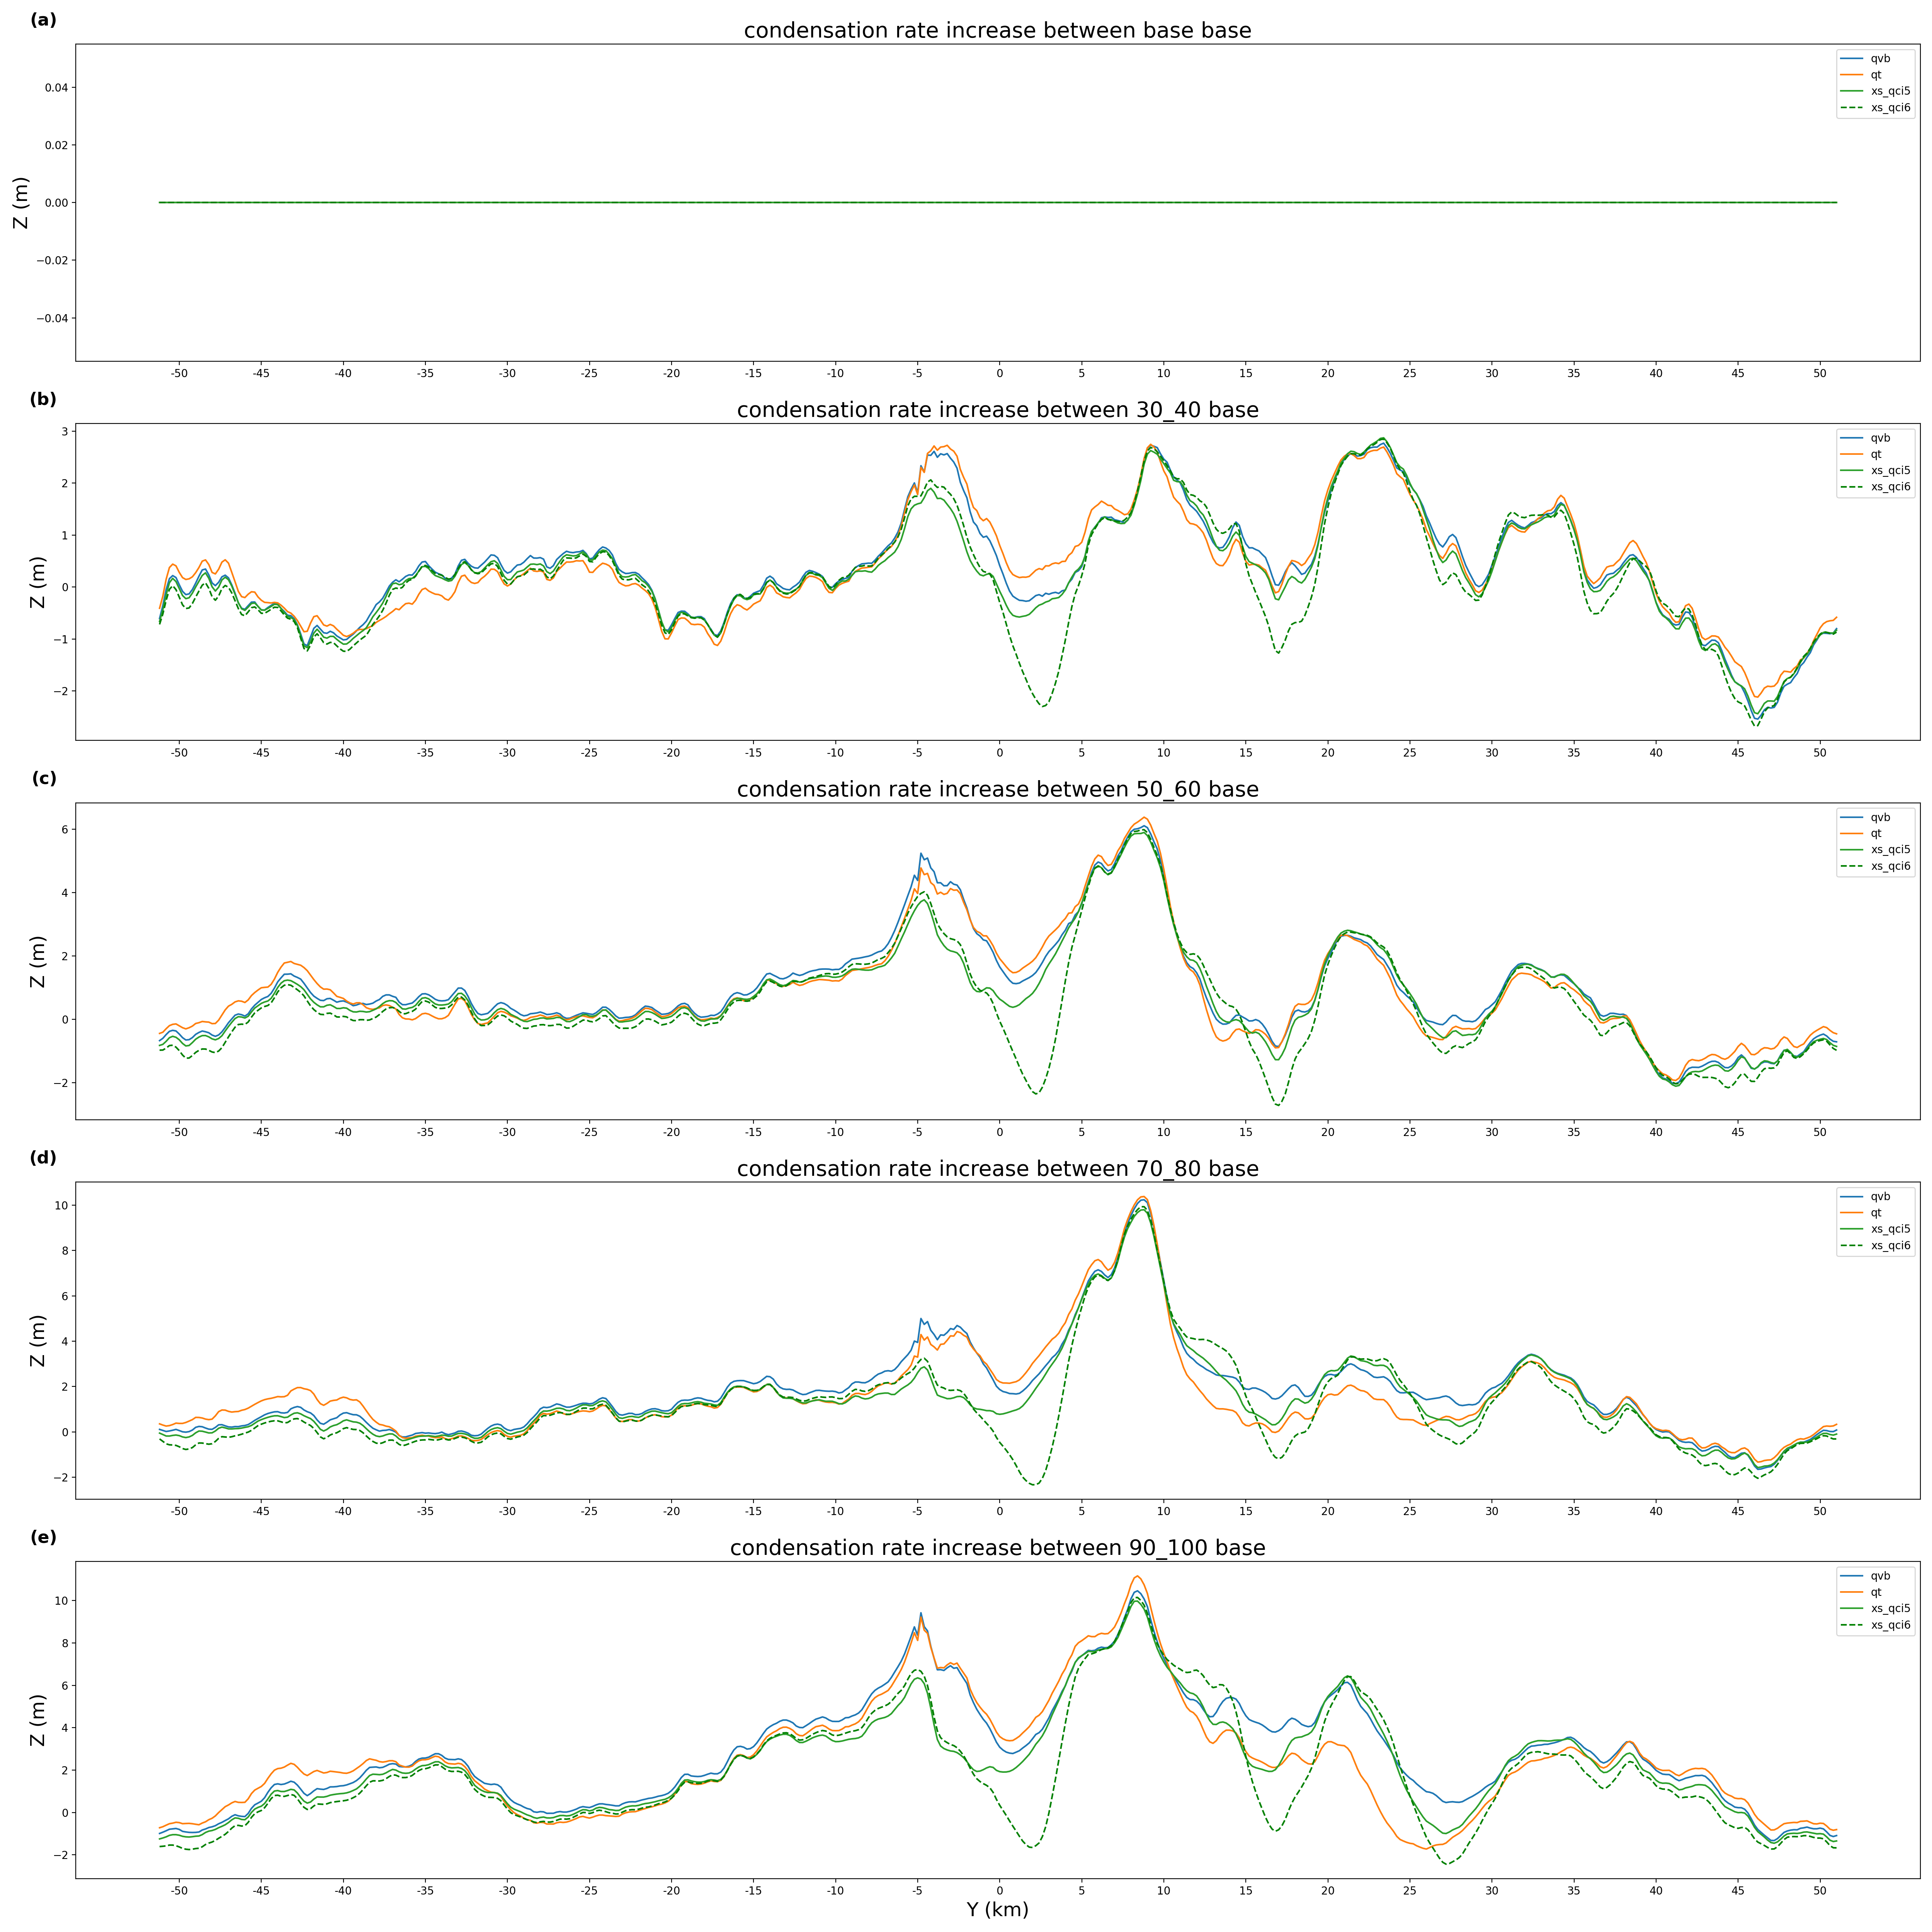 (a)
condensation rate increase between base base
qvb
qt
xs_qci5
xs_qci6
0.04
0.02
0.00
−0.02
−0.04
Z (m)
-50 -45 -40 -35 -30 -25 -20 -15 -10 -5 0 5 10 15 20 25 30 35 40 45 50
(b)
condensation rate increase between 30_40 base
qvb
qt
xs_qci5
xs_qci6
3
2
1
0
−1
−2
Z (m)
-50 -45 -40 -35 -30 -25 -20 -15 -10 -5 0 5 10 15 20 25 30 35 40 45 50
(c)
condensation rate increase between 50_60 base
qvb
qt
xs_qci5
xs_qci6
6
4
2
0
−2
Z (m)
-50 -45 -40 -35 -30 -25 -20 -15 -10 -5 0 5 10 15 20 25 30 35 40 45 50
(d)
condensation rate increase between 70_80 base
qvb
qt
xs_qci5
xs_qci6
10
8
6
4
2
0
−2
Z (m)
-50 -45 -40 -35 -30 -25 -20 -15 -10 -5 0 5 10 15 20 25 30 35 40 45 50
(e)
condensation rate increase between 90_100 base
qvb
qt
xs_qci5
xs_qci6
10
8
6
4
2
0
−2
Z (m)
-50 -45 -40 -35 -30 -25 -20 -15 -10 -5 0 5 10 15 20 25 30 35 40 45 50
Y (km)